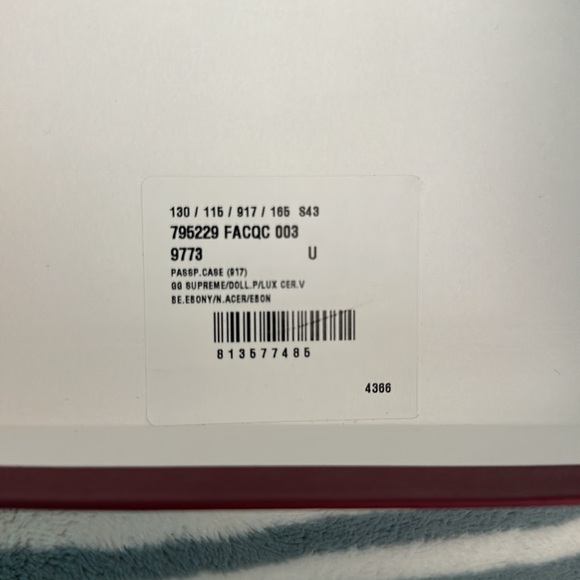 130 / 115 / 917 / 165 S43
795229 FACQC 003
9773 U
PASSP.CASE (917)
GG SUPREME/DOLL.P/LUX CER.V
BE.EBONY/N.ACER/EBON
813577485
4366